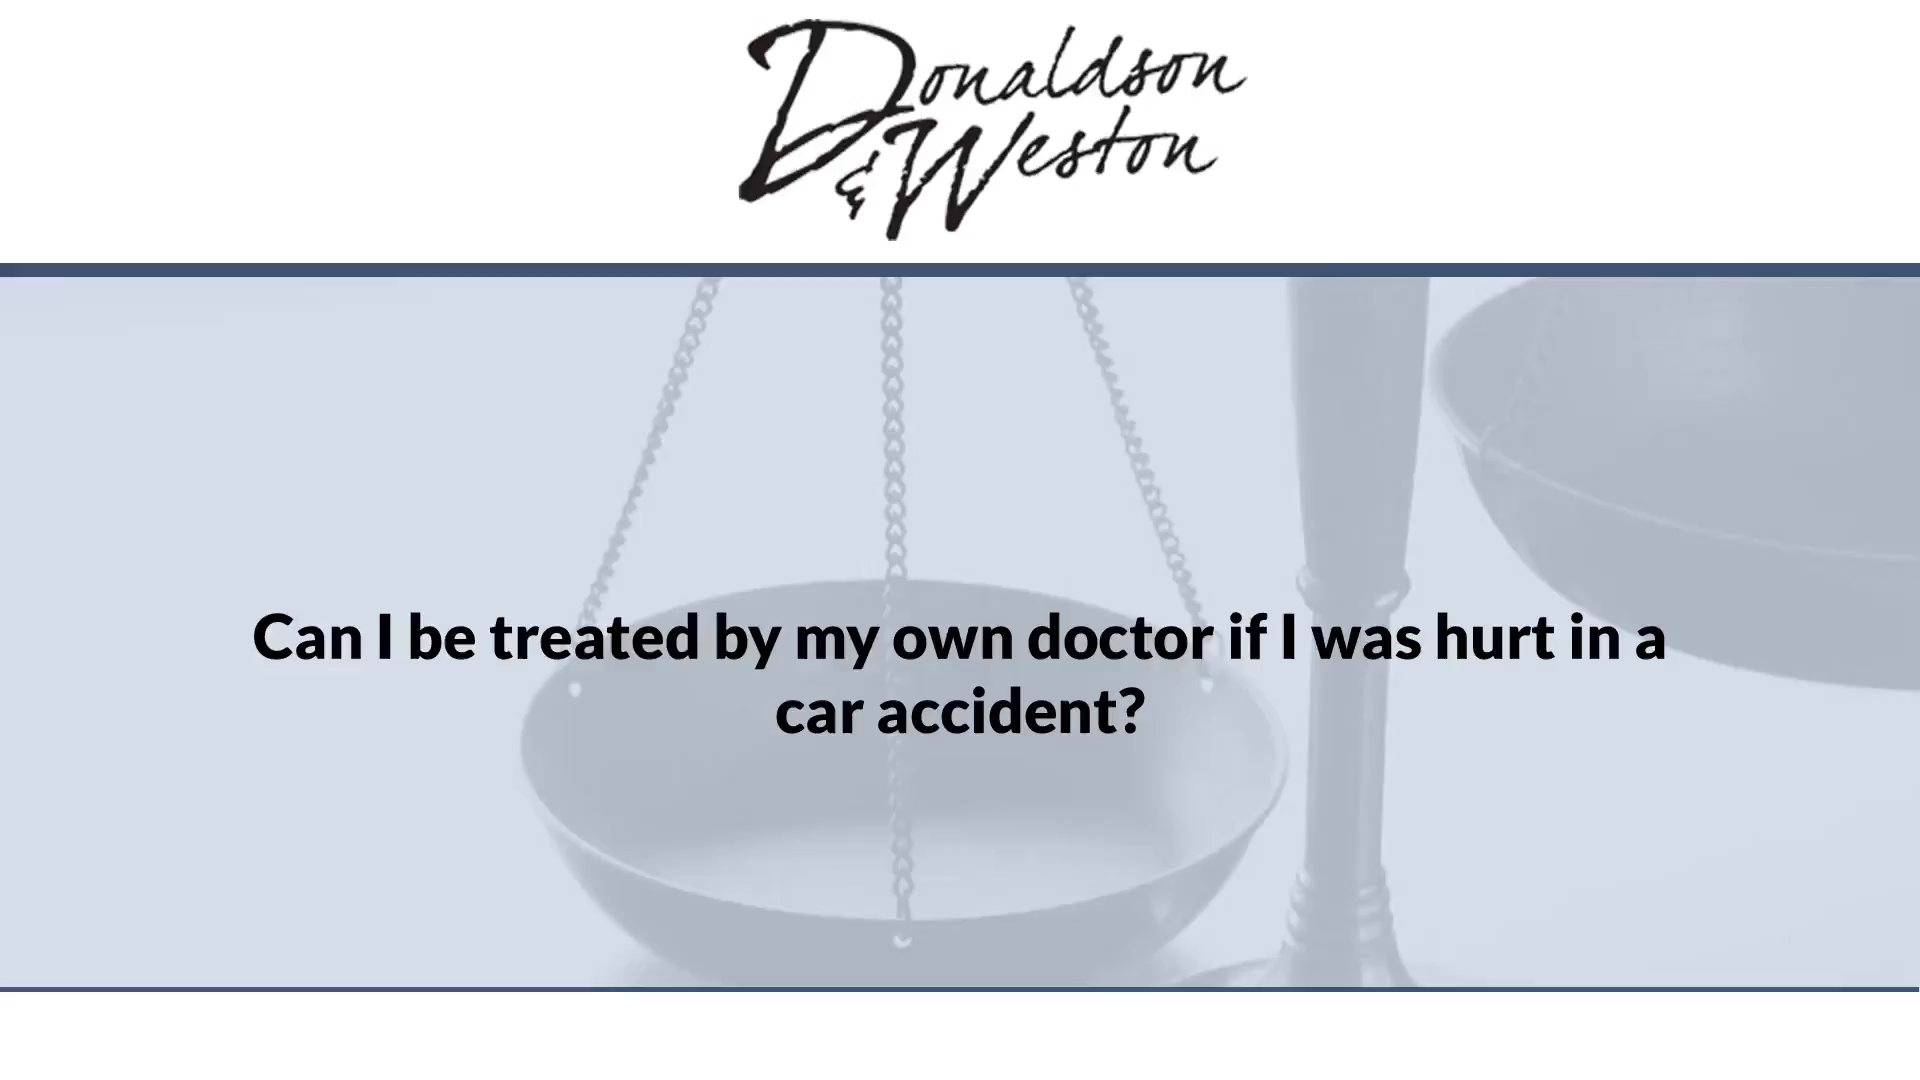 Donaldson
& Weston
Can I be treated by my own doctor if I was hurt in a
car accident?